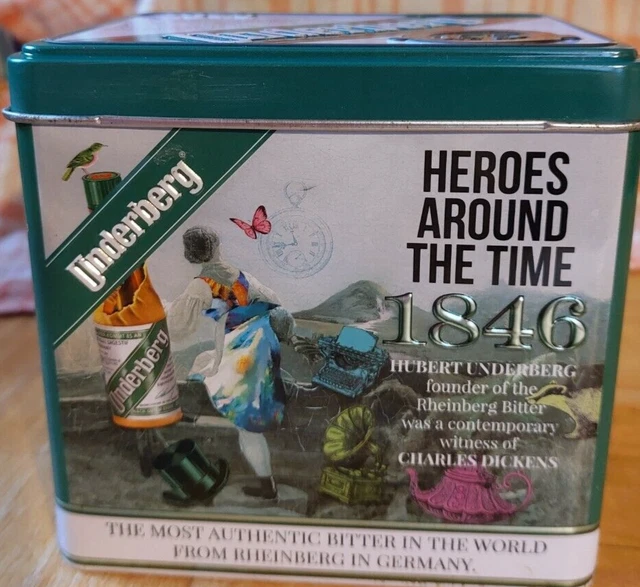 Underberg
HEROES
AROUND
THE TIME
1846
HUBERT UNDERBERG
founder of the
Rheinberg Bitter
was a contemporary
witness of
CHARLES DICKENS
Underberg
THE MOST AUTHENTIC BITTER IN THE WORLD
FROM RHEINBERG IN GERMANY.